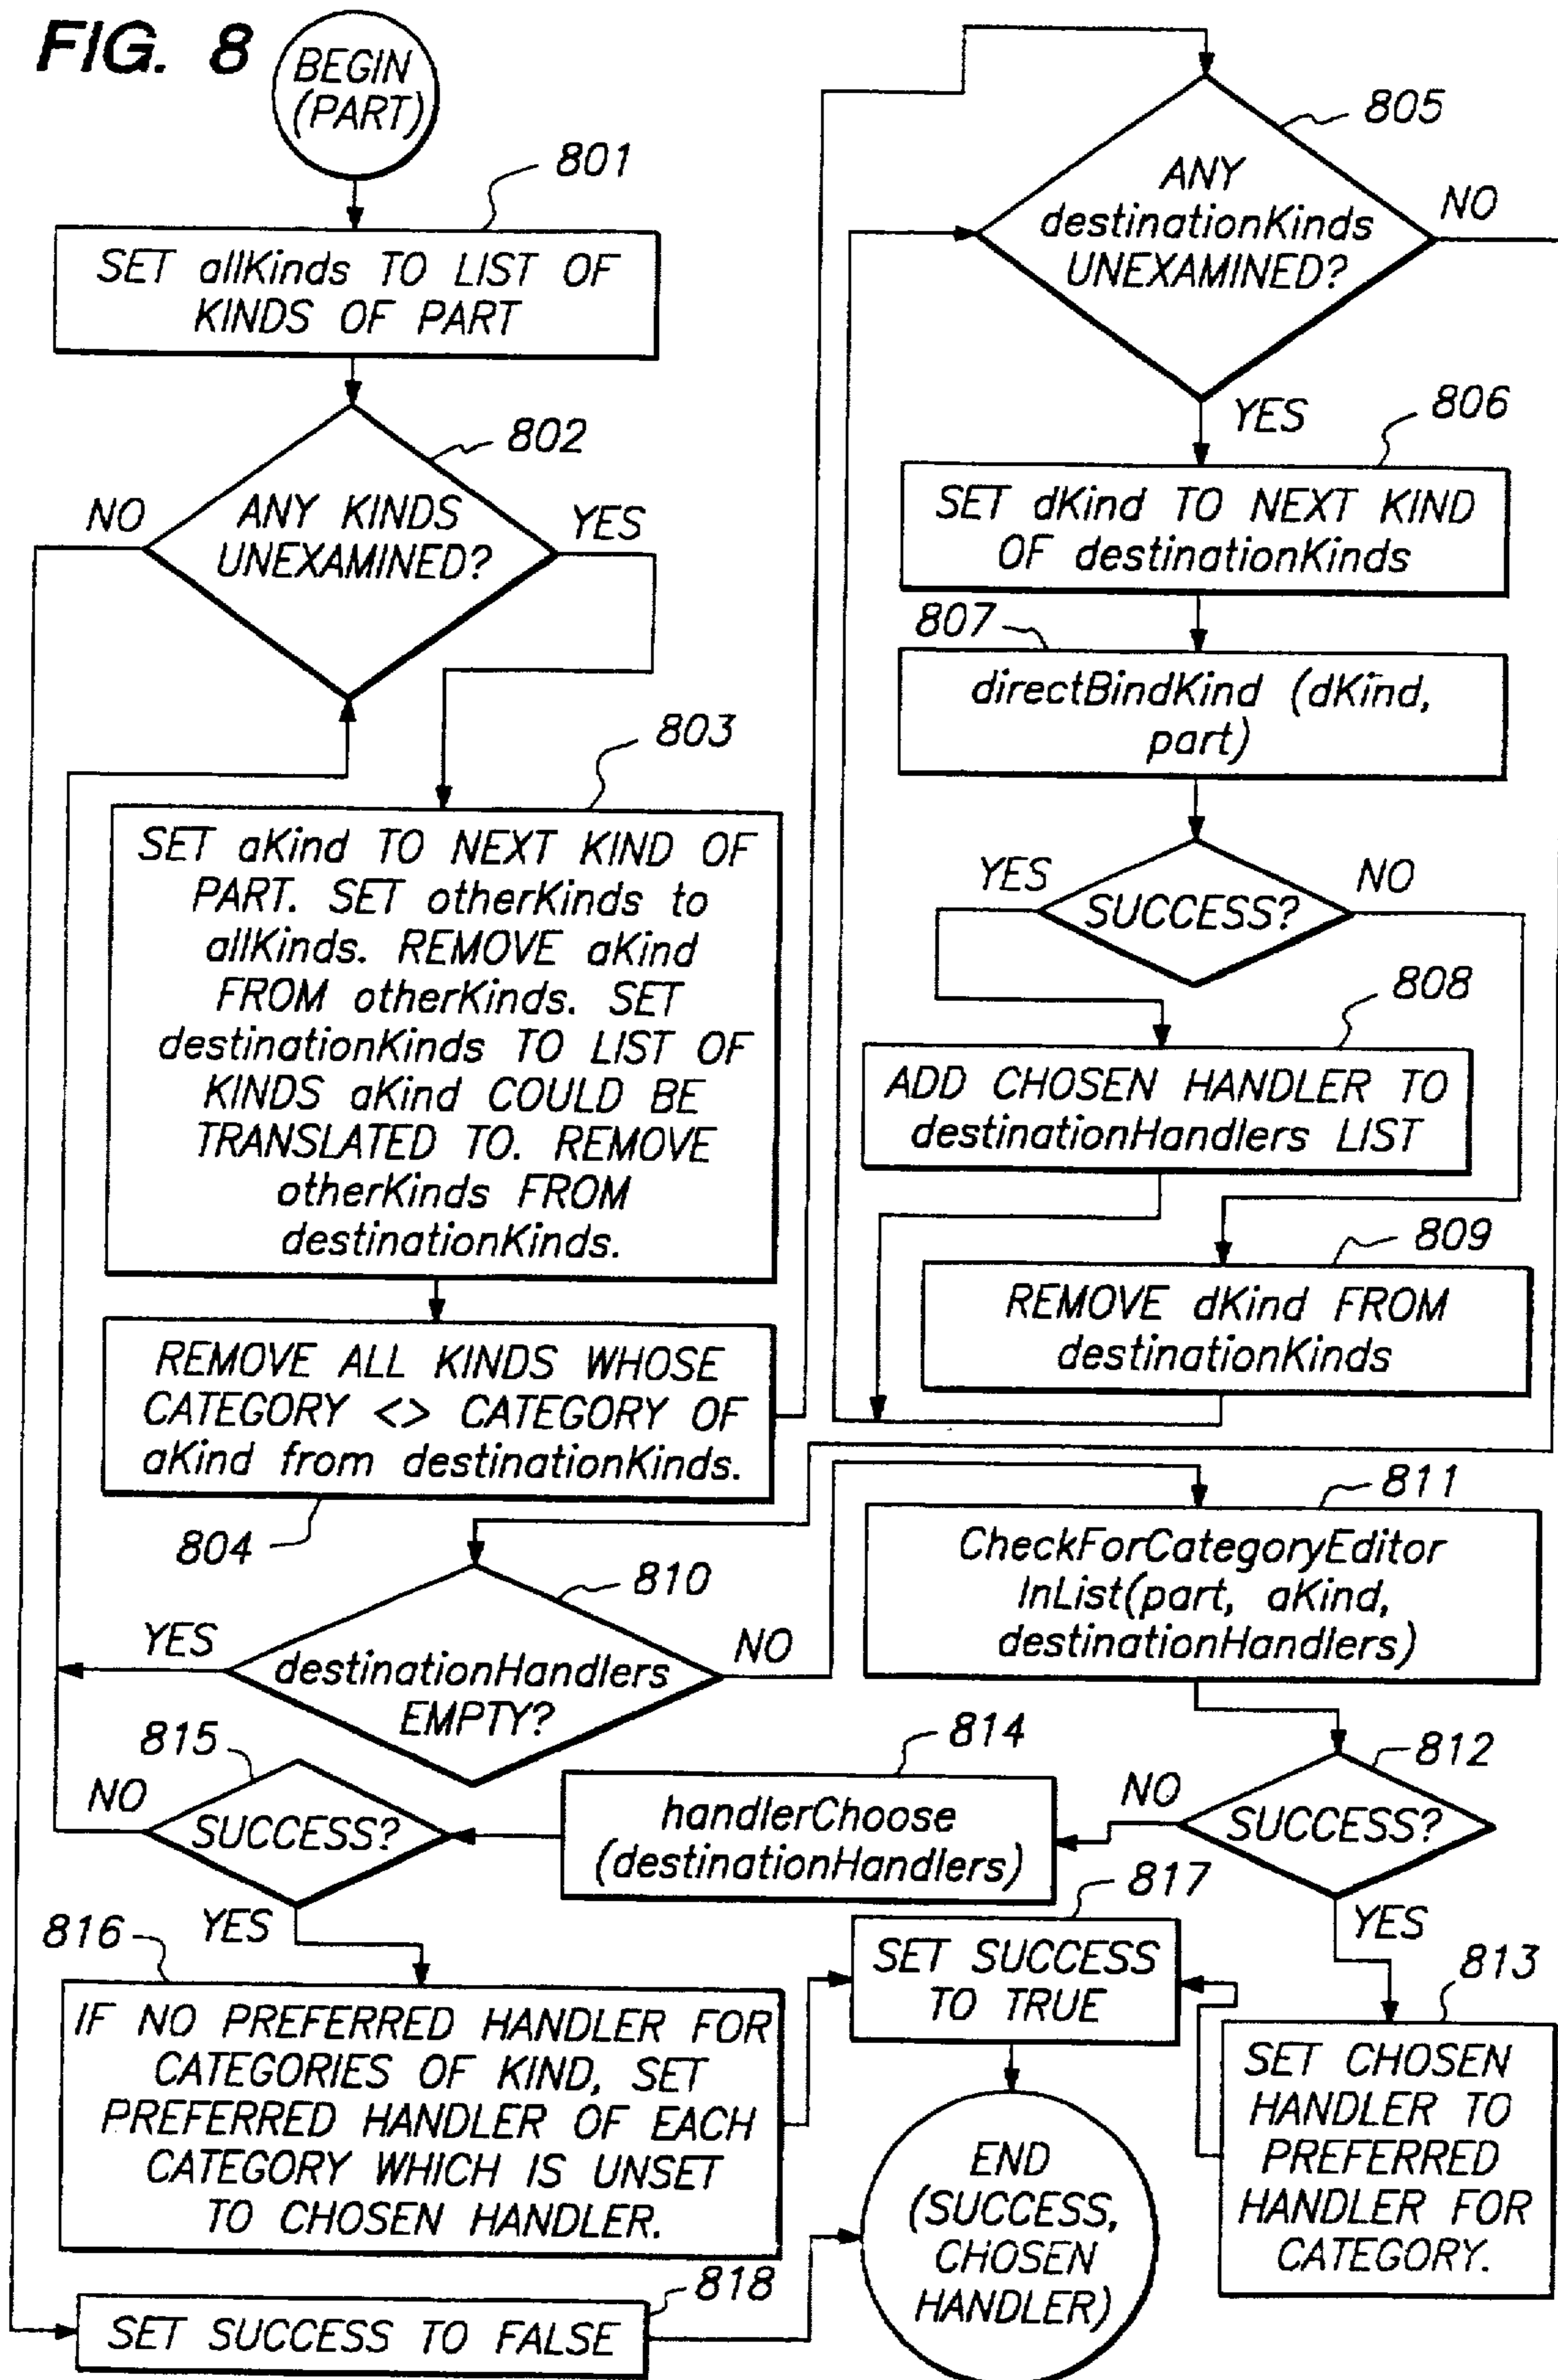 FIG. 8
BEGIN
(PART)
801
SET allKinds TO LIST OF
KINDS OF PART
802
NO
ANY KINDS
UNEXAMINED?
YES
803
SET aKind TO NEXT KIND OF
PART. SET otherKinds to
allKinds. REMOVE aKind
FROM otherKinds. SET
destinationKinds TO LIST OF
KINDS aKind COULD BE
TRANSLATED TO. REMOVE
otherKinds FROM
destinationKinds.
REMOVE ALL KINDS WHOSE
CATEGORY <> CATEGORY OF
aKind from destinationKinds.
804
805
ANY
destinationKinds
UNEXAMINED?
NO
YES
806
SET dKind TO NEXT KIND
OF destinationKinds
807
directBindKind (dKind,
part)
YES
SUCCESS?
NO
808
ADD CHOSEN HANDLER TO
destinationHandlers LIST
809
REMOVE dKind FROM
destinationKinds
810
YES
destinationHandlers
EMPTY?
NO
811
CheckForCategoryEditor
InList(part, aKind,
destinationHandlers)
812
NO
SUCCESS?
YES
813
SET CHOSEN
HANDLER TO
PREFERRED
HANDLER FOR
CATEGORY.
814
handlerChoose
(destinationHandlers)
815
NO
SUCCESS?
YES
816
IF NO PREFERRED HANDLER FOR
CATEGORIES OF KIND, SET
PREFERRED HANDLER OF EACH
CATEGORY WHICH IS UNSET
TO CHOSEN HANDLER.
817
SET SUCCESS
TO TRUE
818
SET SUCCESS TO FALSE
END
(SUCCESS,
CHOSEN
HANDLER)